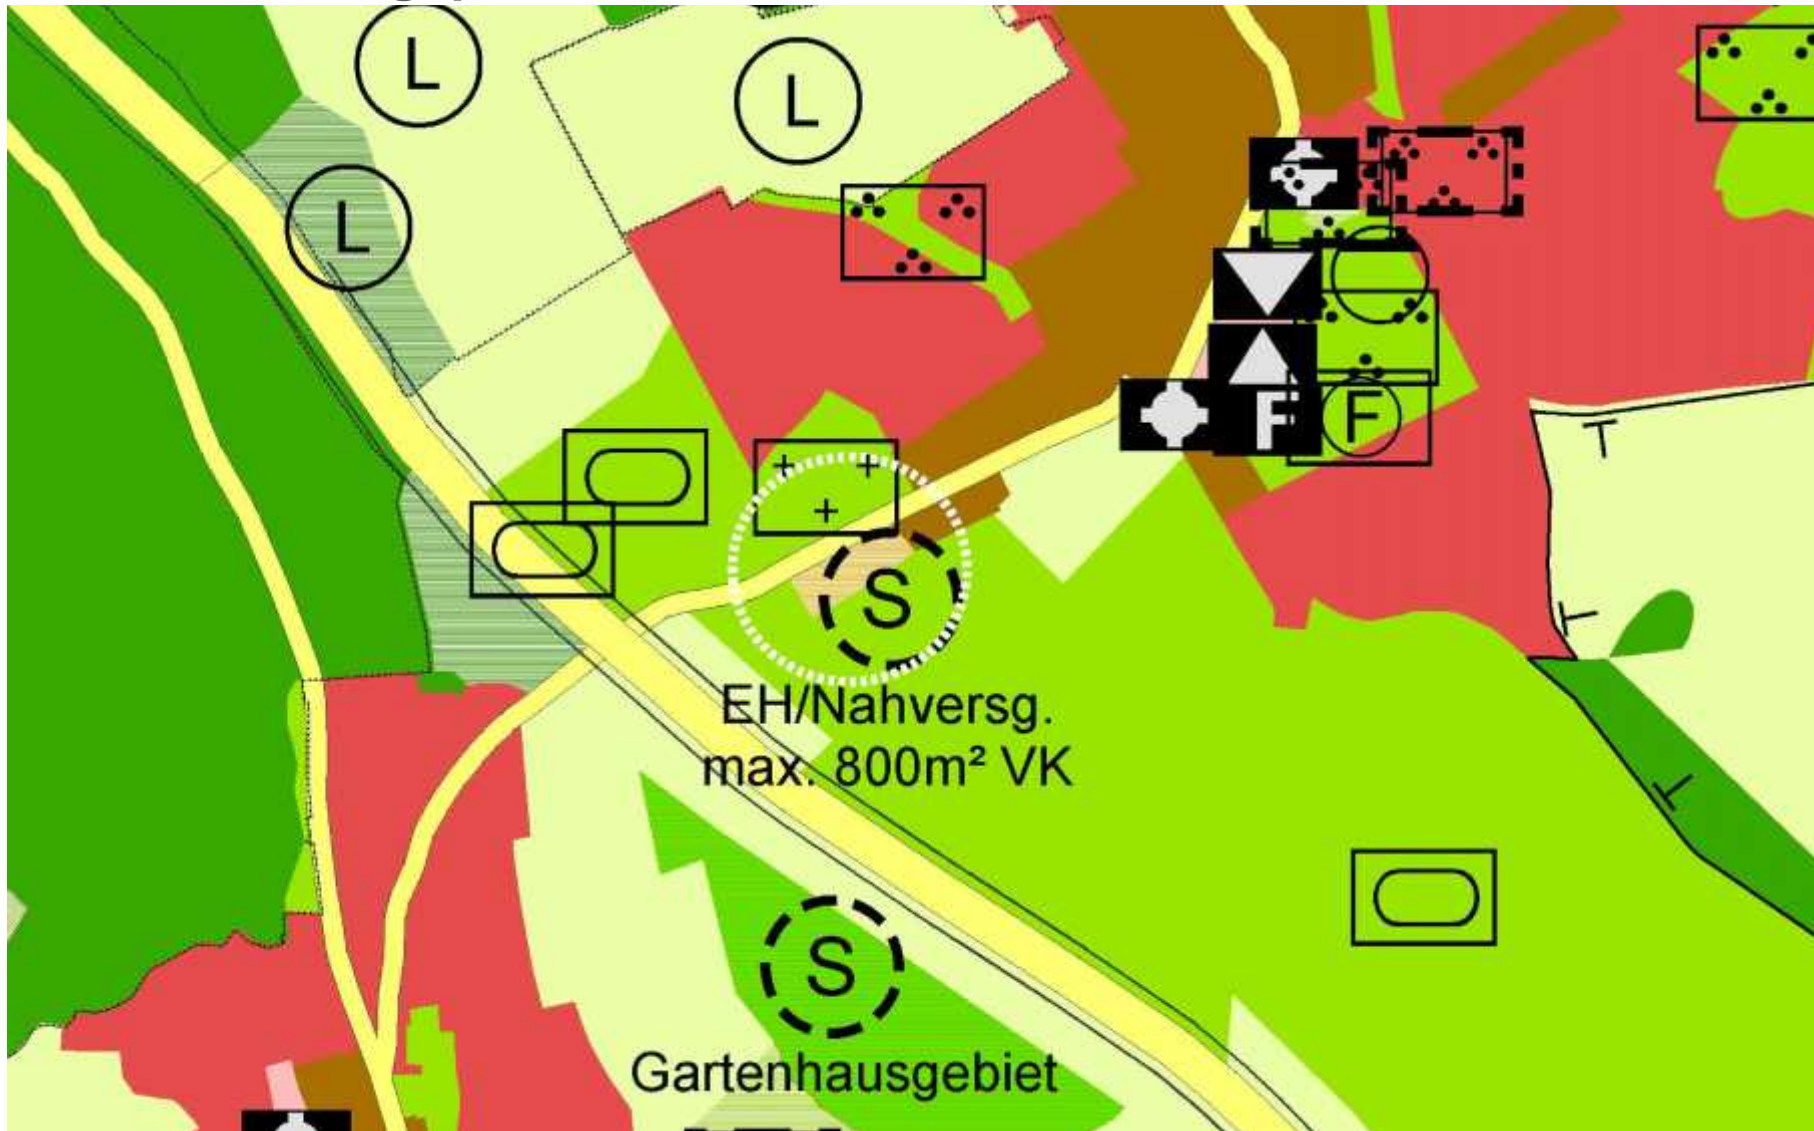 L
L
L
F
F
S
EH/Nahversg.
max. 800m² VK
S
Gartenhausgebiet